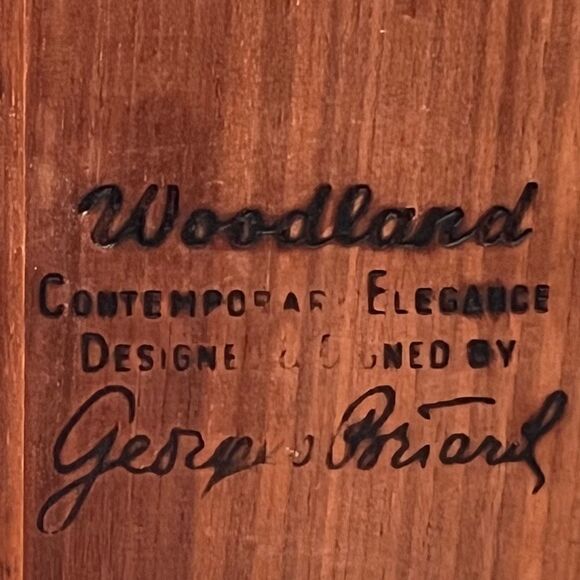 Woodland
CONTEMPORARY ELEGANCE
DESIGNED & SIGNED BY
Georges Briard